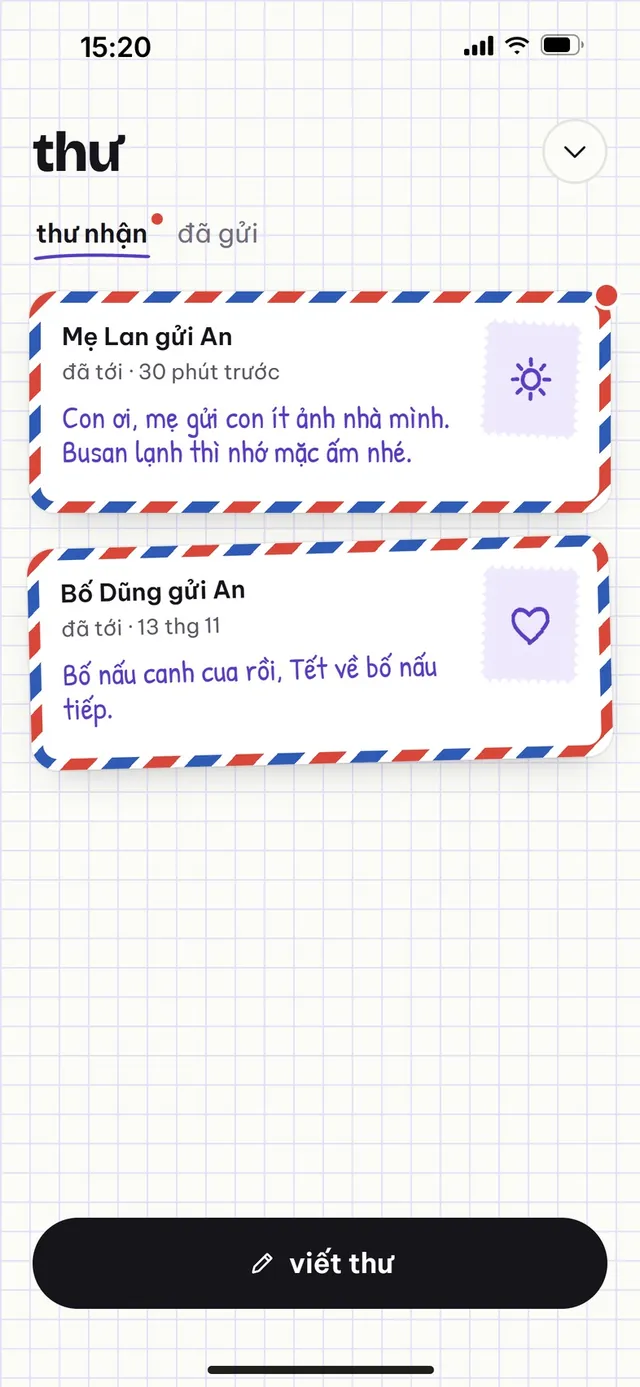 15:20
thư
thư nhận
đã gửi
Mẹ Lan gửi An
đã tới · 30 phút trước
Con ơi, mẹ gửi con ít ảnh nhà mình.
Busan lạnh thì nhớ mặc ấm nhé.
Bố Dũng gửi An
đã tới · 13 thg 11
Bố nấu canh cua rồi, Tết về bố nấu
tiếp.
viết thư